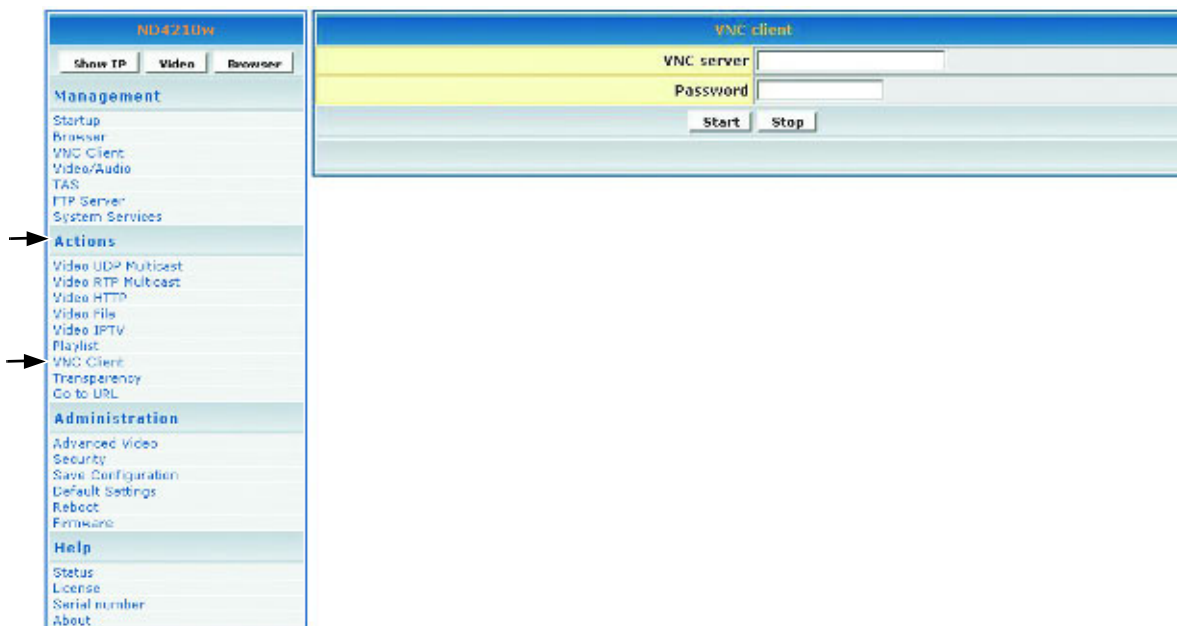 ND4210w
Show IP Video Browser
Management
Startup
Browser
VNC Client
Video/Audio
TAS
FTP Server
System Services
Actions
Video UDP Multicast
Video RTP Multicast
Video HTTP
Video File
Video IPTV
Playlist
VNC Client
Transparency
Go to URL
Administration
Advanced Video
Security
Save Configuration
Default Settings
Reboot
Firmware
Help
Status
License
Serial number
About
VNC client
VNC server
Password
Start Stop